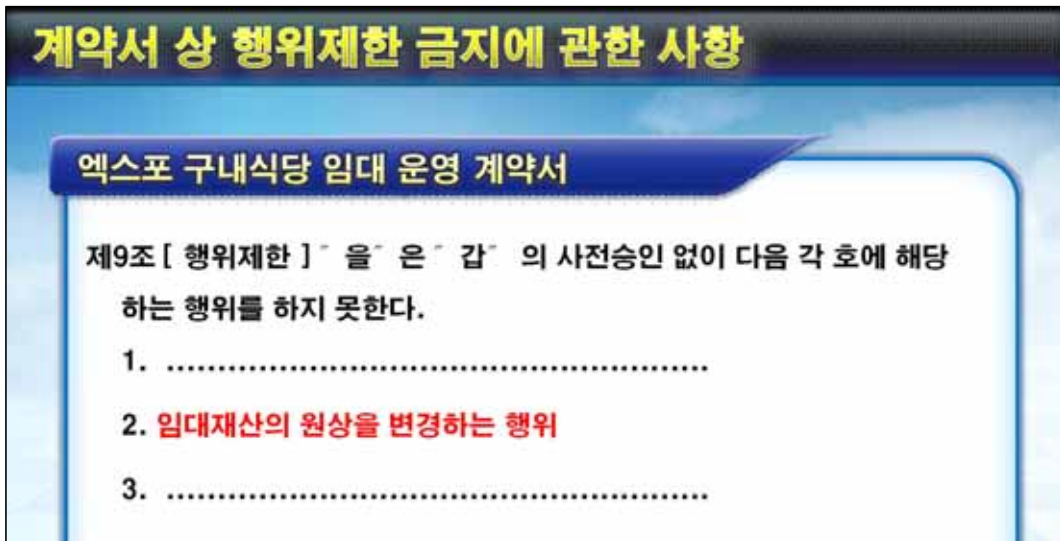 계약서 상 행위제한 금지에 관한 사항
엑스포 구내식당 임대 운영 계약서
제9조 [ 행위제한 ] ˝ 을˝ 은 ˝ 갑˝ 의 사전승인 없이 다음 각 호에 해당
하는 행위를 하지 못한다.
1. .....................................................
2. 임대재산의 원상을 변경하는 행위
3. .....................................................